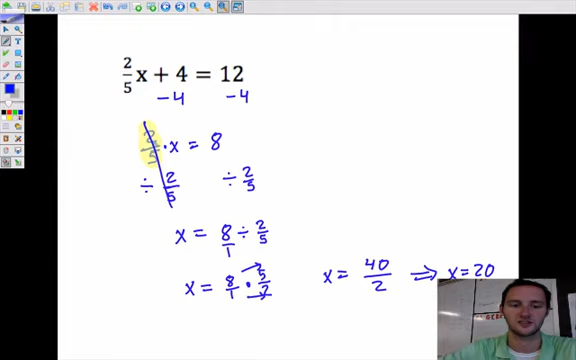 2/5 x + 4 = 12
−4 −4
2/5 · x = 8
÷ 2/5 ÷ 2/5
x = 8/1 ÷ 2/5
x = 8/1 · 5/2 x = 40/2 ⇒ x = 20